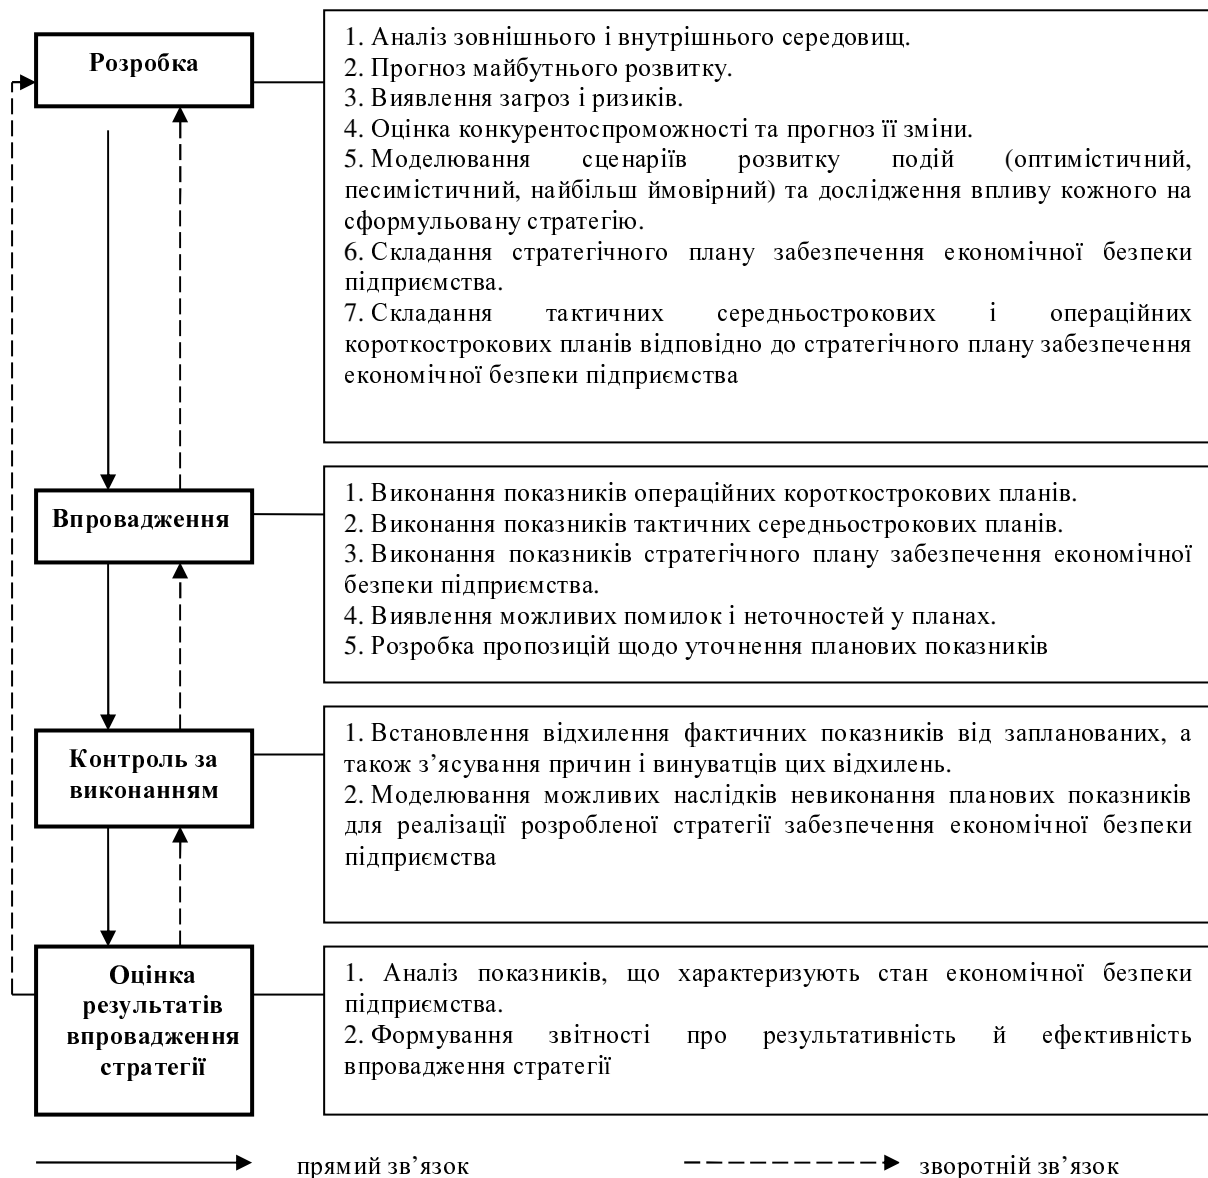 Розробка
1. Аналіз зовнішнього і внутрішнього середовищ.
2. Прогноз майбутнього розвитку.
3. Виявлення загроз і ризиків.
4. Оцінка конкурентоспроможності та прогноз її зміни.
5. Моделювання сценаріїв розвитку подій (оптимістичний,
песимістичний, найбільш ймовірний) та дослідження впливу кожного на
сформульовану стратегію.
6. Складання стратегічного плану забезпечення економічної безпеки
підприємства.
7. Складання тактичних середньострокових і операційних
короткострокових планів відповідно до стратегічного плану забезпечення
економічної безпеки підприємства
Впровадження
1. Виконання показників операційних короткострокових планів.
2. Виконання показників тактичних середньострокових планів.
3. Виконання показників стратегічного плану забезпечення економічної
безпеки підприємства.
4. Виявлення можливих помилок і неточностей у планах.
5. Розробка пропозицій щодо уточнення планових показників
Контроль за
виконанням
1. Встановлення відхилення фактичних показників від запланованих, а
також з’ясування причин і винуватців цих відхилень.
2. Моделювання можливих наслідків невиконання планових показників
для реалізації розробленої стратегії забезпечення економічної безпеки
підприємства
Оцінка
результатів
впровадження
стратегії
1. Аналіз показників, що характеризують стан економічної безпеки
підприємства.
2. Формування звітності про результативність й ефективність
впровадження стратегії
прямий зв’язок
зворотній зв’язок